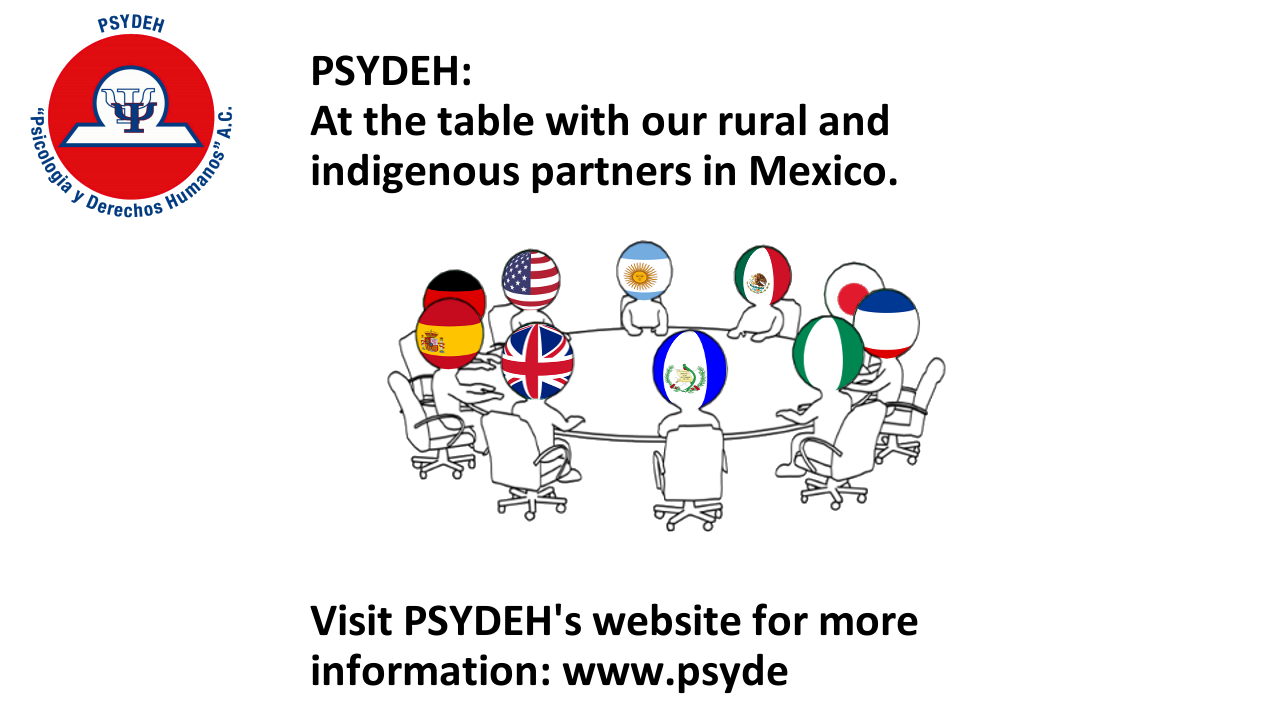 PSYDEH
"Psicología y Derechos Humanos" A.C.
PSYDEH:
At the table with our rural and
indigenous partners in Mexico.
Visit PSYDEH's website for more
information: www.psyde